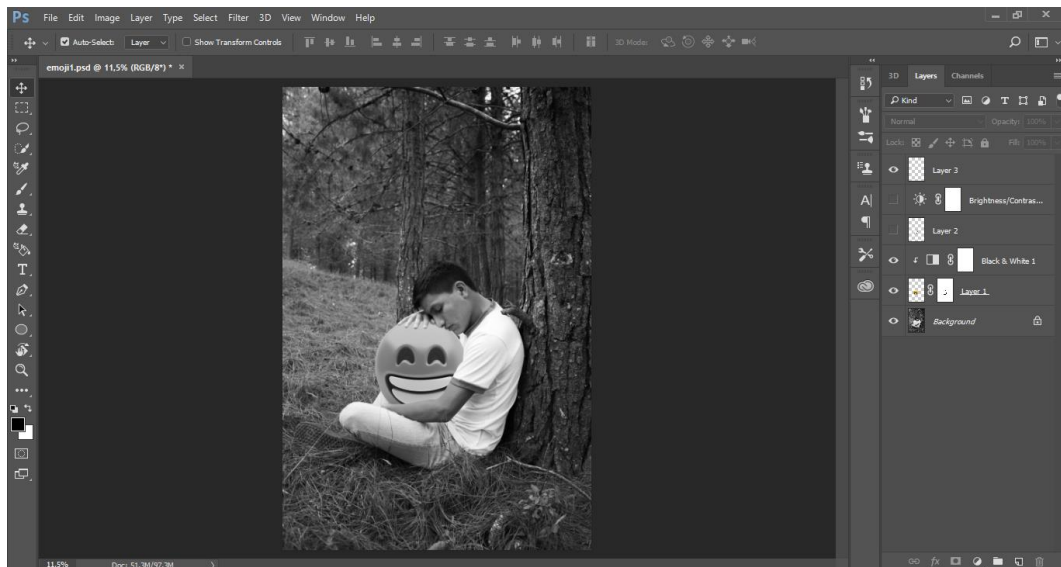 Ps File Edit Image Layer Type Select Filter 3D View Window Help
Auto-Select: Layer Show Transform Controls 3D Mode:
emoji1.psd @ 11,5% (RGB/8*) * ×
3D Layers Channels
Kind
Normal Opacity: 100%
Lock: Fill: 100%
Layer 3
Brightness/Contras...
Layer 2
Black & White 1
Layer 1
Background
11.5% Doc: 51,3M/97,3M